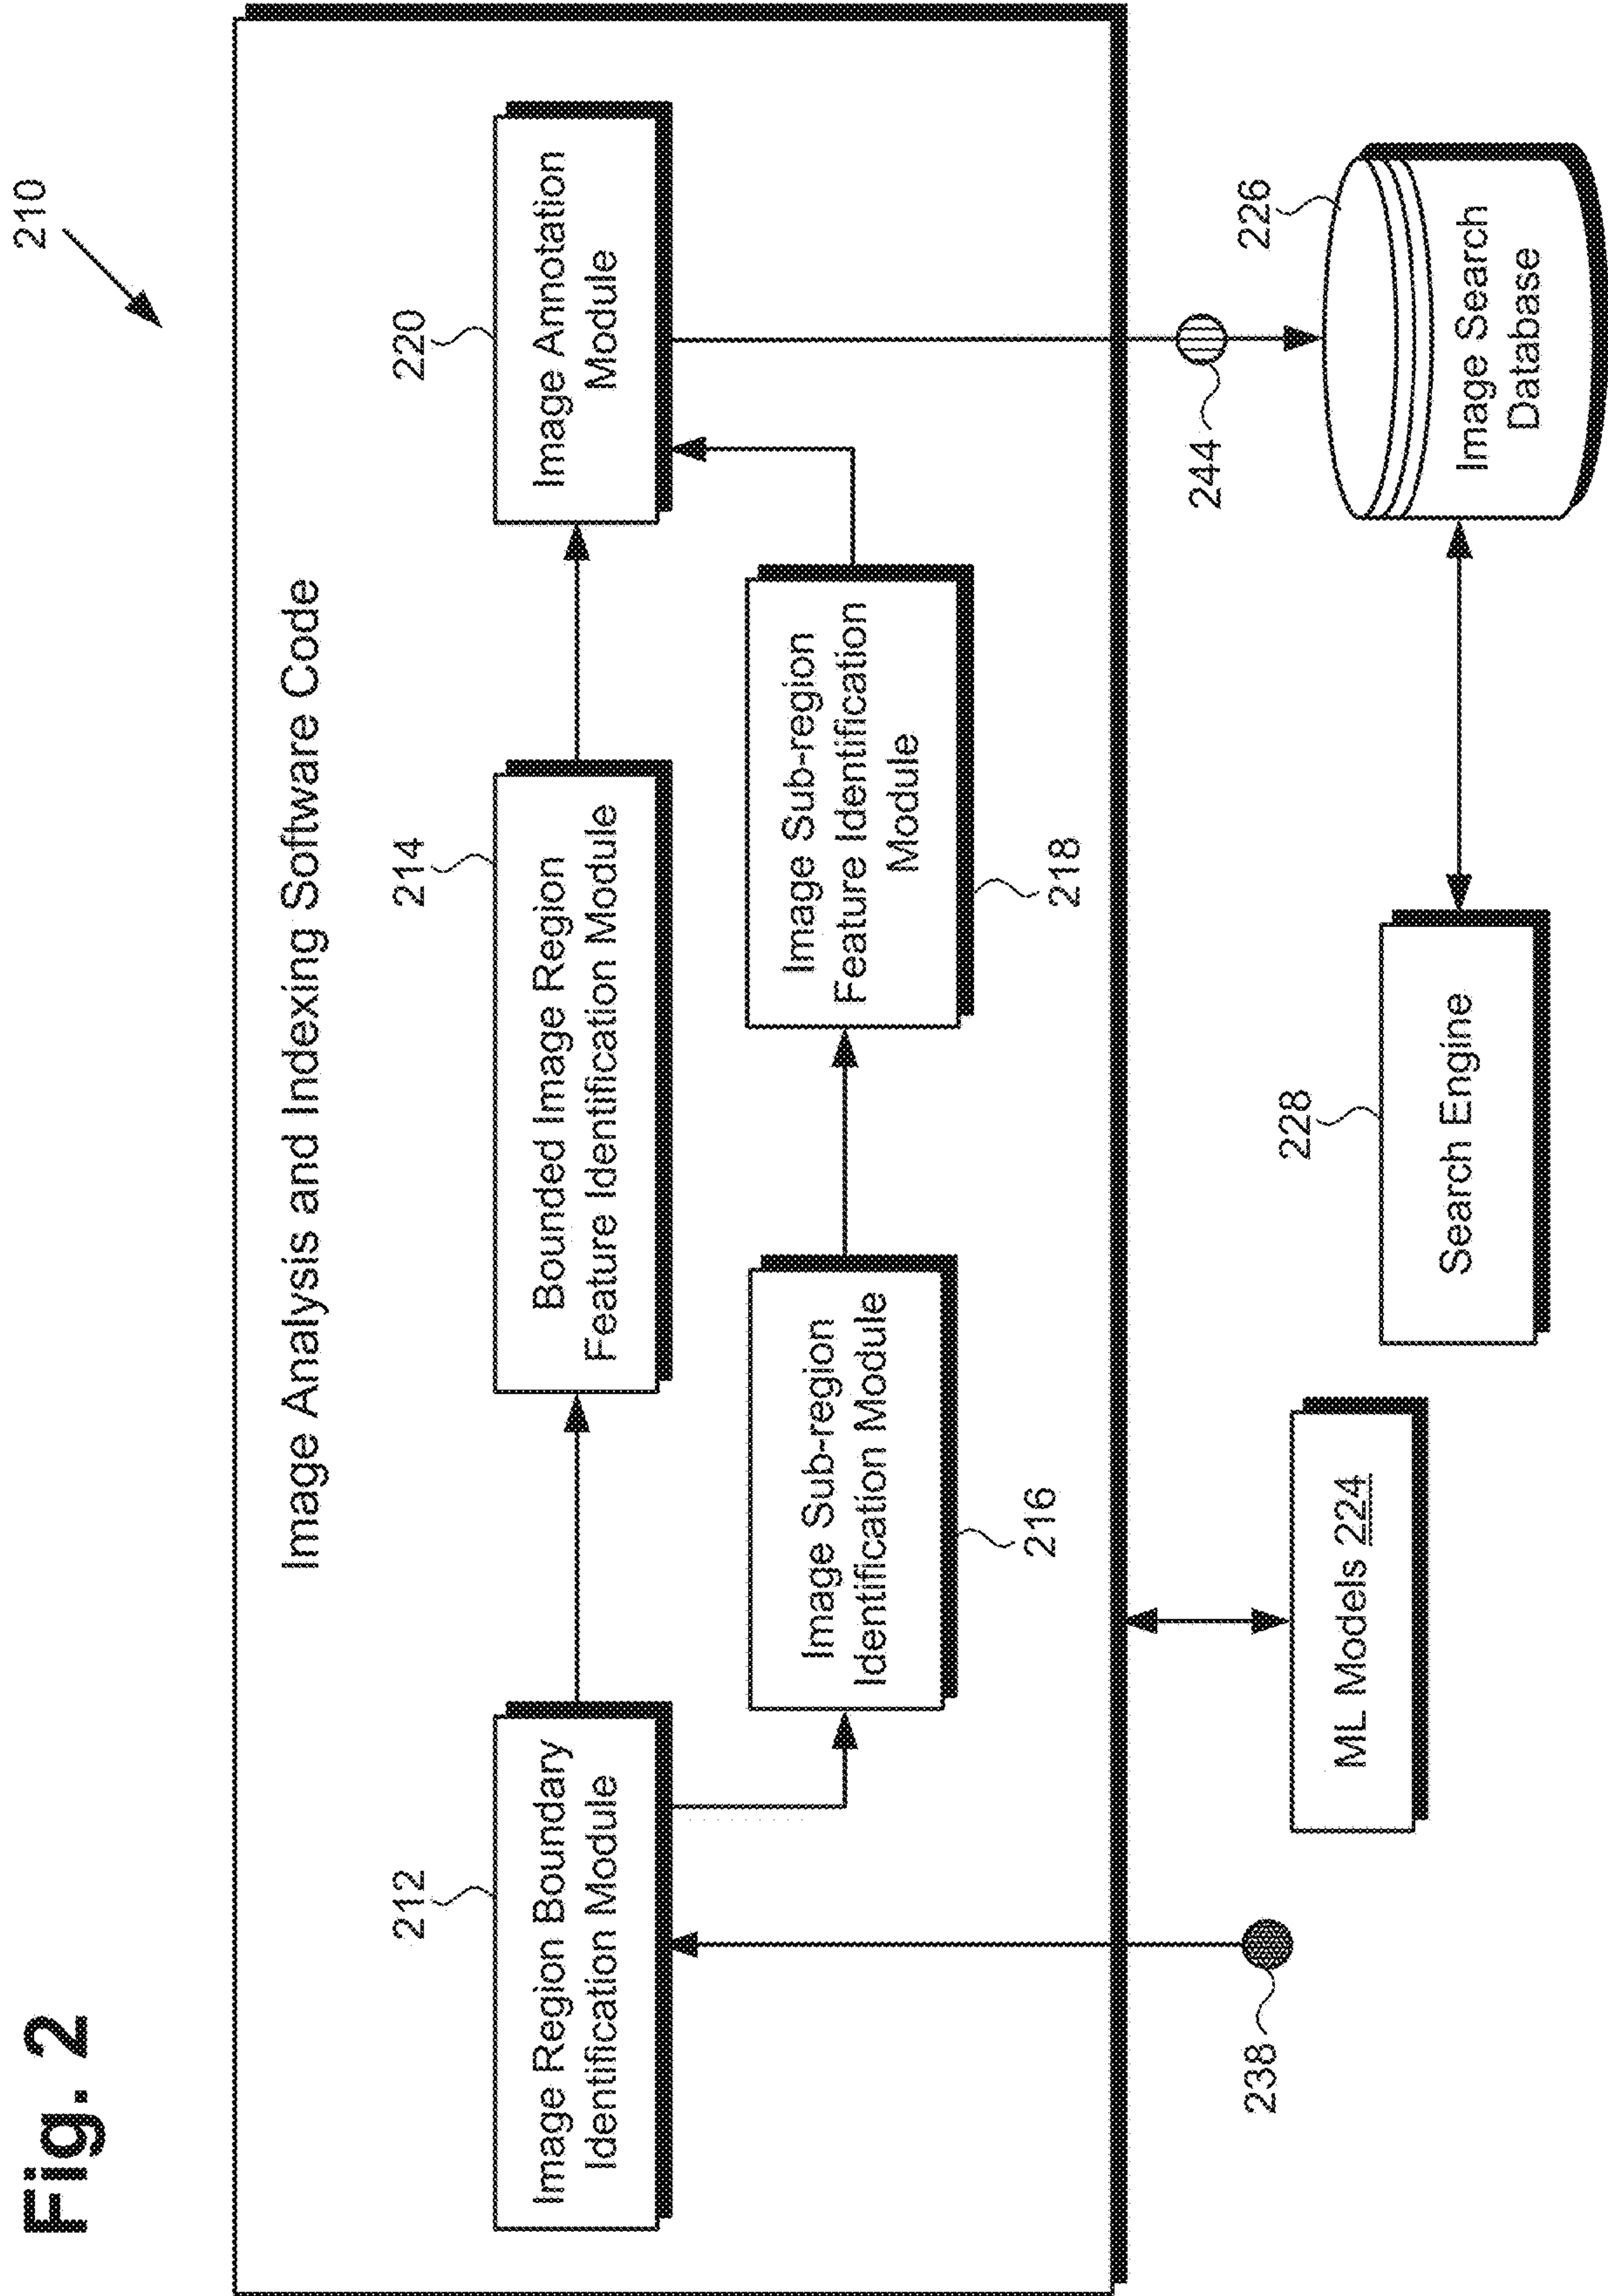 Fig. 2
210
Image Analysis and Indexing Software Code
212
214
220
Image Region Boundary
Identification Module
Bounded Image Region
Feature Identification Module
Image Annotation
Module
Image Sub-region
Identification Module
216
Image Sub-region
Feature Identification
Module
218
238
ML Models 224
228
Search Engine
244
226
Image Search
Database